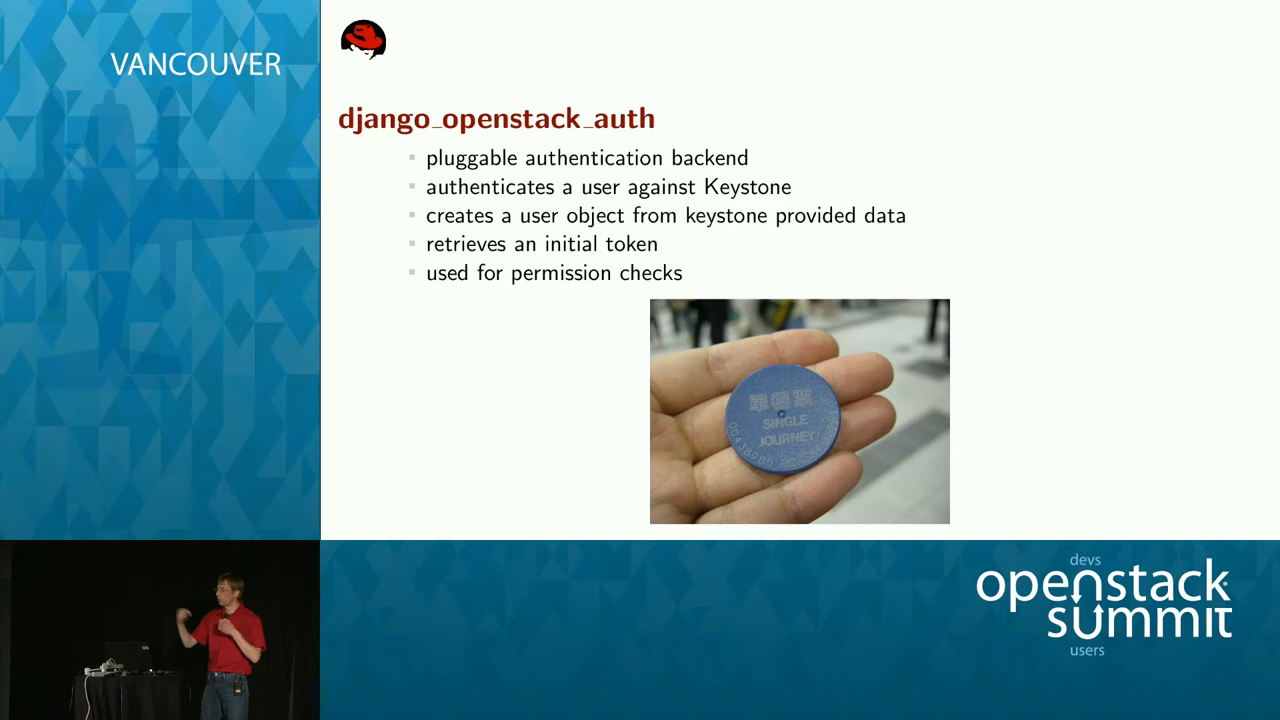 VANCOUVER
django_openstack_auth
pluggable authentication backend
authenticates a user against Keystone
creates a user object from keystone provided data
retrieves an initial token
used for permission checks
單程票
SINGLE
JOURNEY
devs
openstack
summit
users